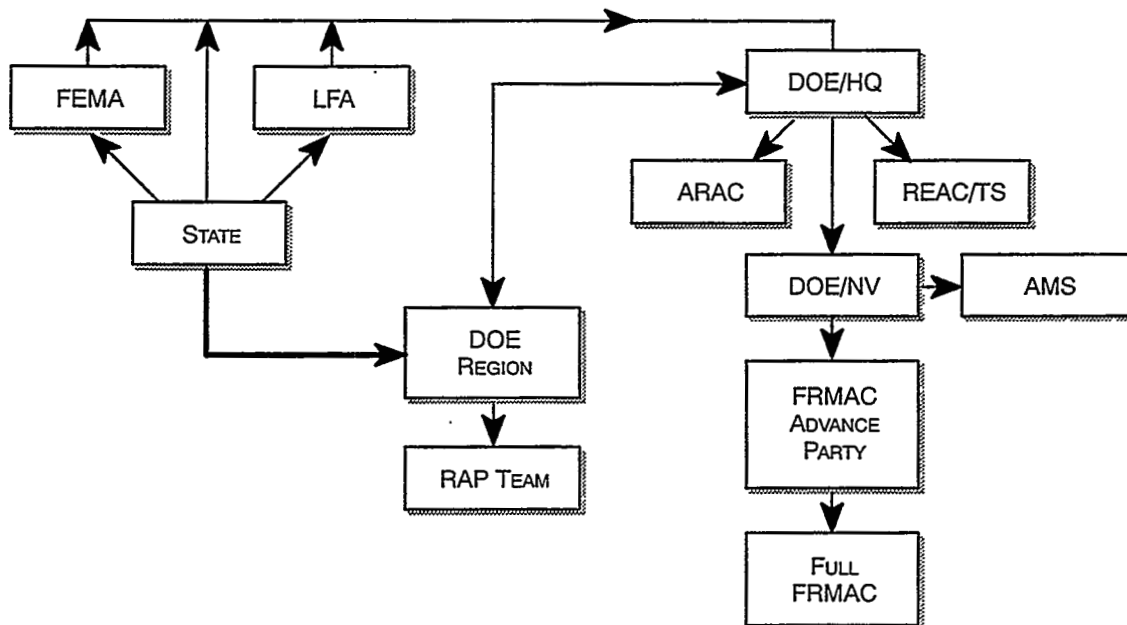 FEMA
LFA
DOE/HQ
ARAC
REAC/TS
STATE
DOE/NV
AMS
DOE
REGION
FRMAC
ADVANCE
PARTY
RAP TEAM
FULL
FRMAC